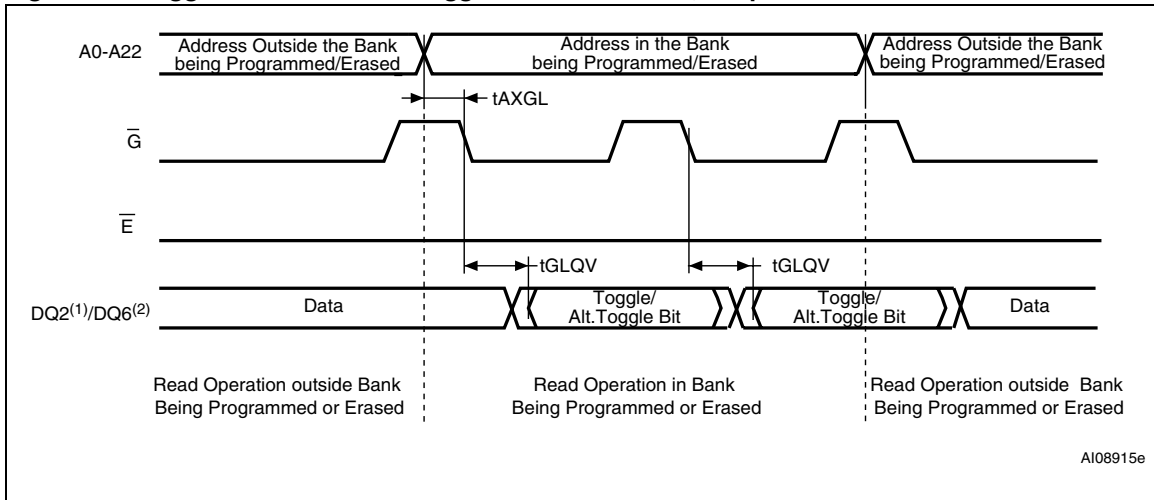 A0-A22
Address Outside the Bank
being Programmed/Erased
Address in the Bank
being Programmed/Erased
Address Outside the Bank
being Programmed/Erased
tAXGL
G
E
tGLQV
tGLQV
DQ2(1)/DQ6(2)
Data
Toggle/
Alt.Toggle Bit
Toggle/
Alt.Toggle Bit
Data
Read Operation outside Bank
Being Programmed or Erased
Read Operation in Bank
Being Programmed or Erased
Read Operation outside Bank
Being Programmed or Erased
AI08915e